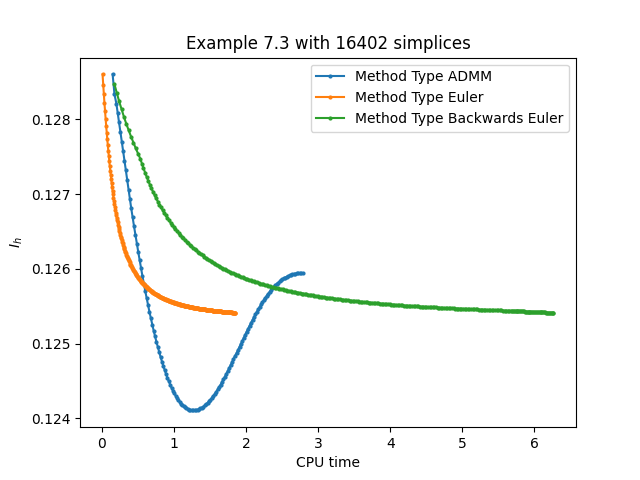 Example 7.3 with 16402 simplices
Method Type ADMM
Method Type Euler
Method Type Backwards Euler
0.128
0.127
0.126
0.125
0.124
I_h
0 1 2 3 4 5 6
CPU time